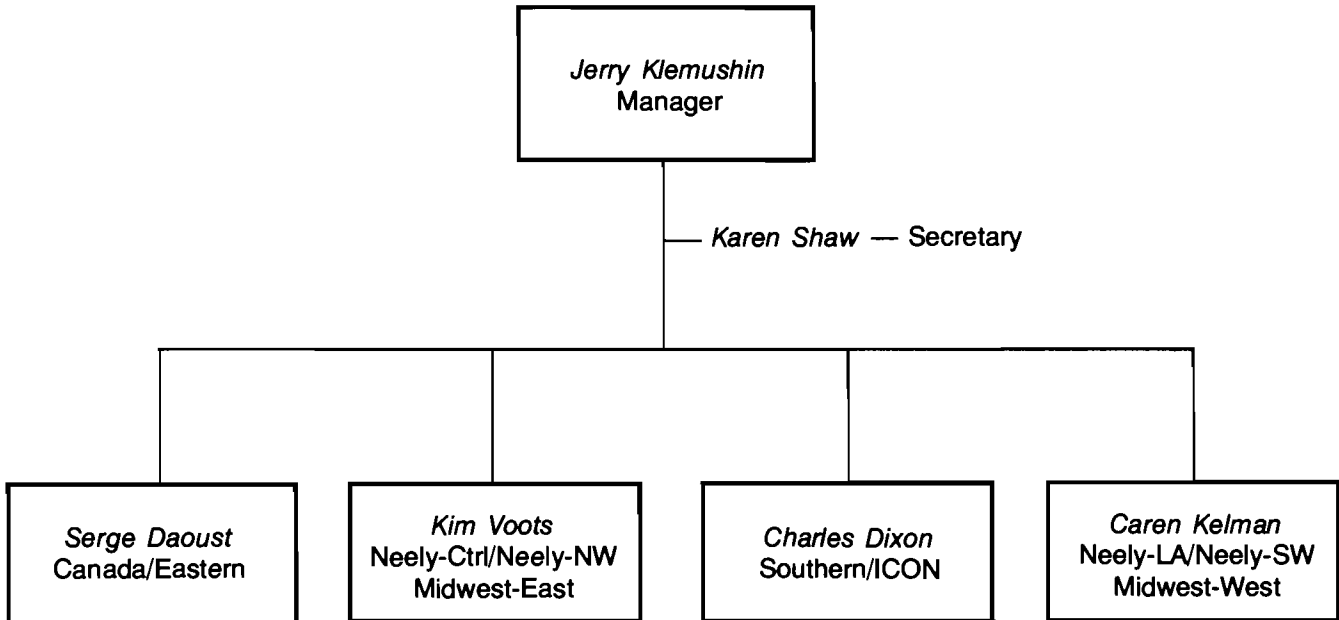 Jerry Klemushin
Manager
Karen Shaw — Secretary
Serge Daoust
Canada/Eastern
Kim Voots
Neely-Ctrl/Neely-NW
Midwest-East
Charles Dixon
Southern/ICON
Caren Kelman
Neely-LA/Neely-SW
Midwest-West